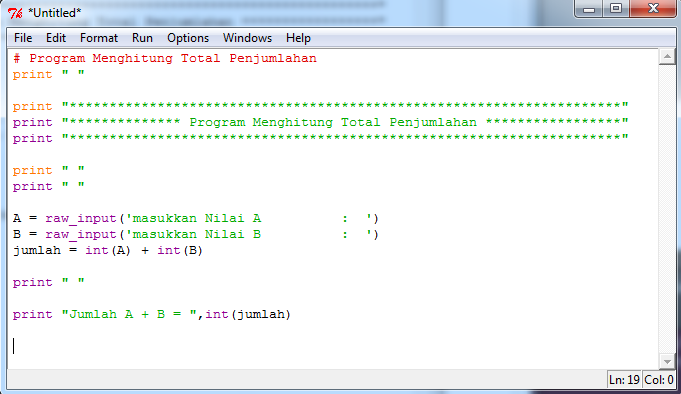 *Untitled*
File Edit Format Run Options Windows Help
# Program Menghitung Total Penjumlahan
print " "
print "*********************************************************************"
print "************** Program Menghitung Total Penjumlahan *****************"
print "*********************************************************************"
print " "
print " "
A = raw_input('masukkan Nilai A          :  ')
B = raw_input('masukkan Nilai B          :  ')
jumlah = int(A) + int(B)
print " "
print "Jumlah A + B = ",int(jumlah)
Ln: 19 Col: 0